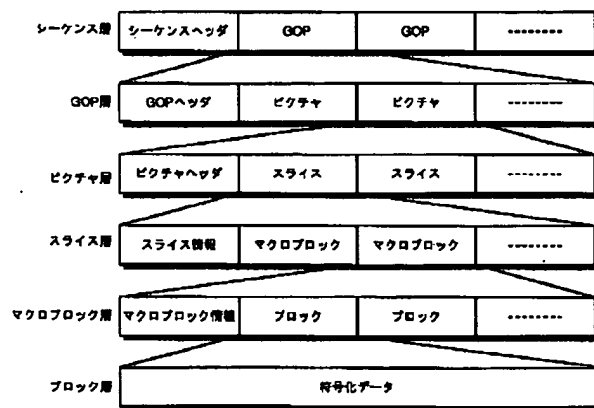 シーケンス層 シーケンスヘッダ GOP GOP --------
GOP層 GOPヘッダ ピクチャ ピクチャ --------
ピクチャ層 ピクチャヘッダ スライス スライス --------
スライス層 スライス情報 マクロブロック マクロブロック --------
マクロブロック層 マクロブロック情報 ブロック ブロック --------
ブロック層 符号化データ